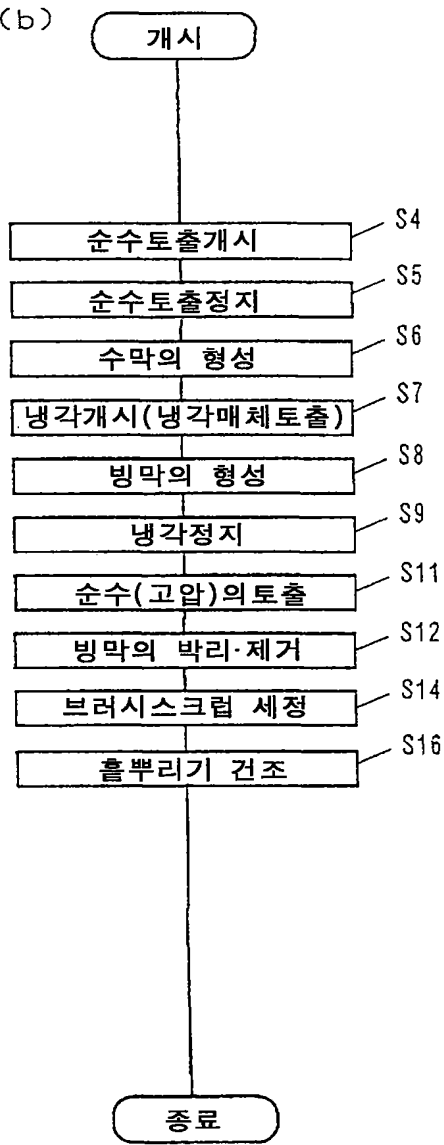 (b)
개시
순수토출개시 S4
순수토출정지 S5
수막의 형성 S6
냉각개시(냉각매체토출) S7
빙막의 형성 S8
냉각정지 S9
순수(고압)의토출 S11
빙막의 박리·제거 S12
브러시스크럽 세정 S14
흩뿌리기 건조 S16
종료